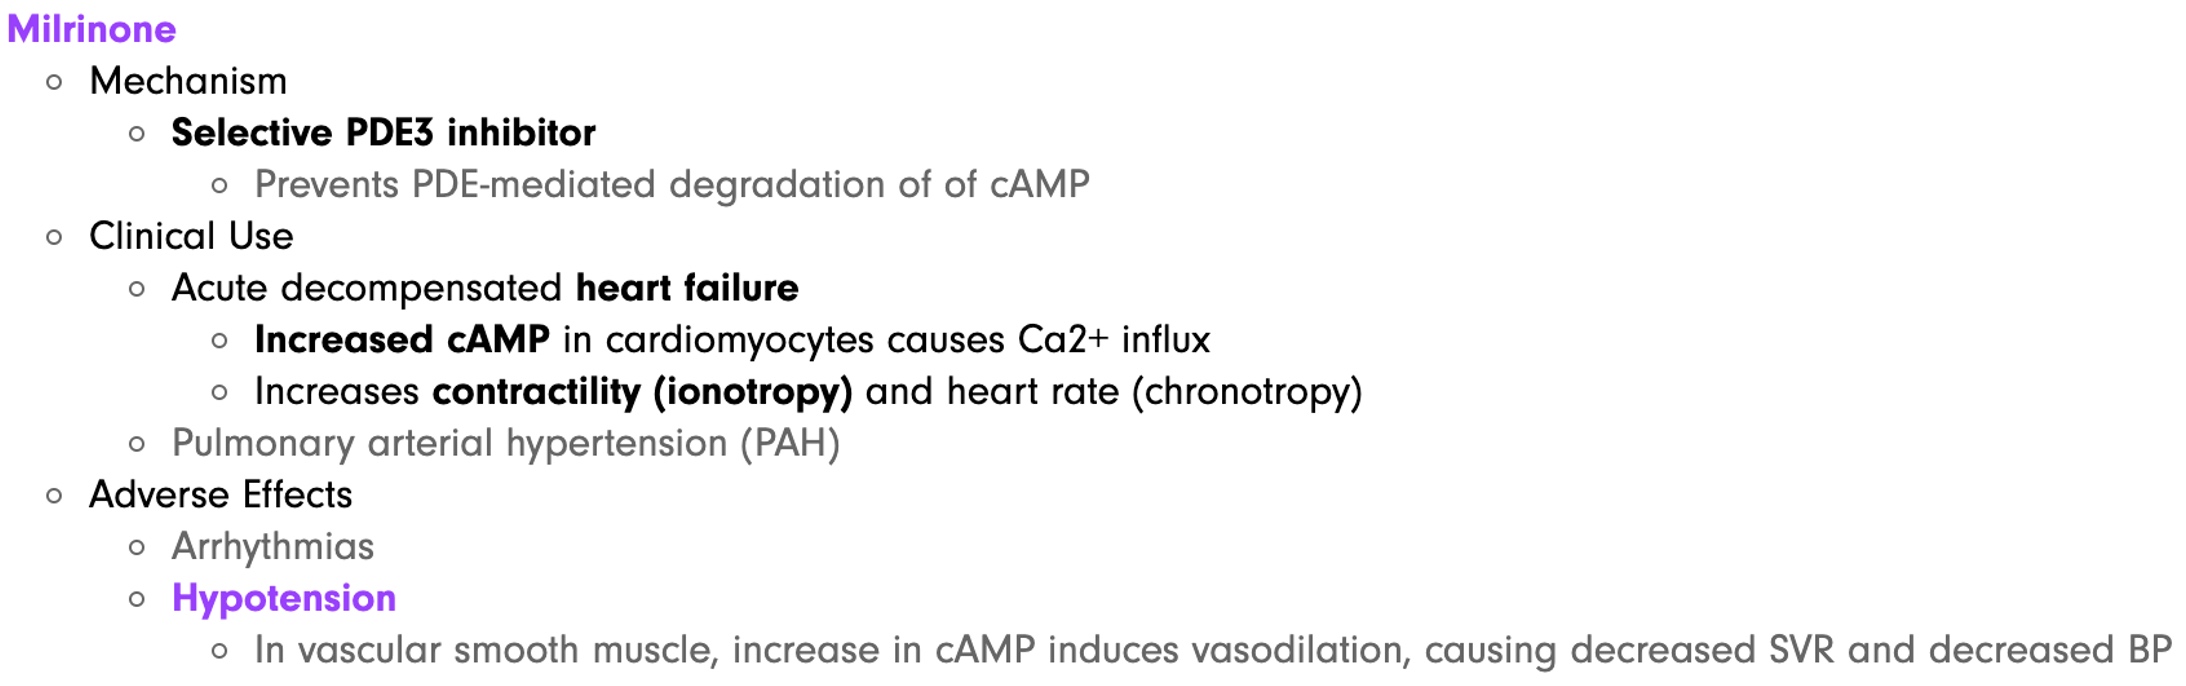 Milrinone
Mechanism
Selective PDE3 inhibitor
Prevents PDE-mediated degradation of of cAMP
Clinical Use
Acute decompensated heart failure
Increased cAMP in cardiomyocytes causes Ca2+ influx
Increases contractility (ionotropy) and heart rate (chronotropy)
Pulmonary arterial hypertension (PAH)
Adverse Effects
Arrhythmias
Hypotension
In vascular smooth muscle, increase in cAMP induces vasodilation, causing decreased SVR and decreased BP